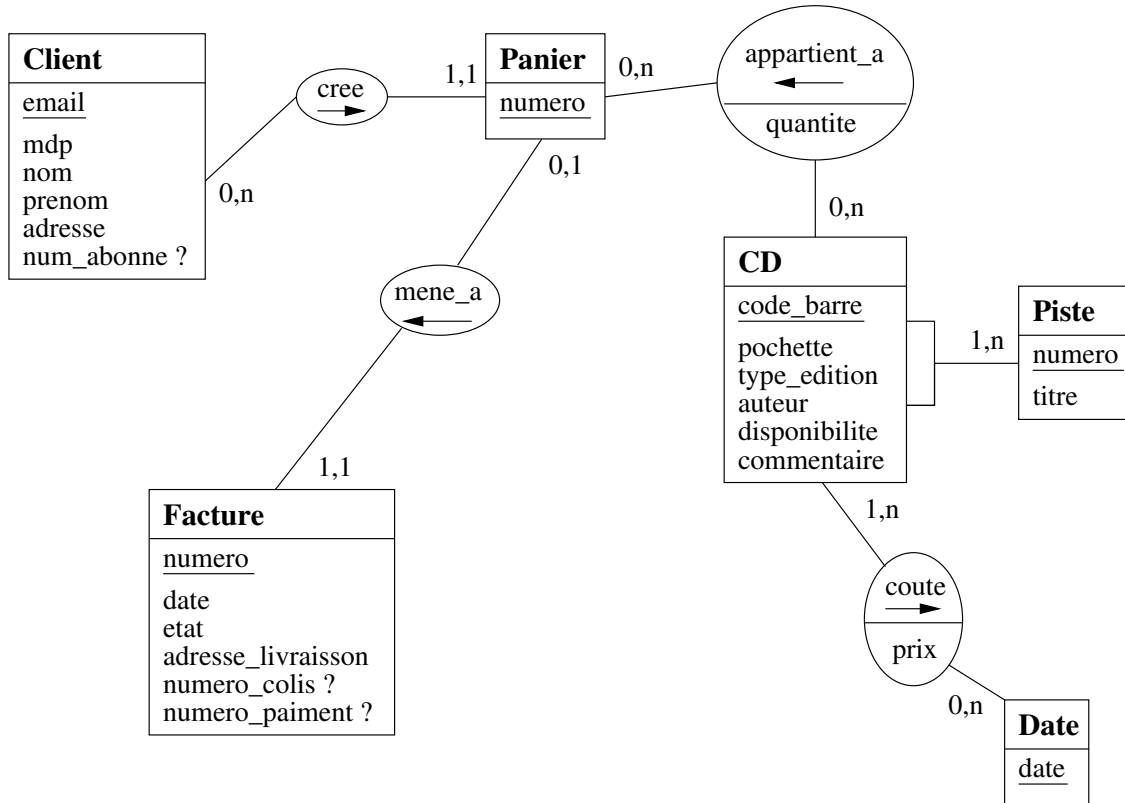 Client
email
mdp
nom
prenom
adresse
num_abonne ?
0,n
cree
1,1
Panier
numero
0,n
appartient_a
quantite
0,1
0,n
mene_a
1,1
CD
code_barre
pochette
type_edition
auteur
disponibilite
commentaire
1,n
Piste
numero
titre
Facture
numero
date
etat
adresse_livraisson
numero_colis ?
numero_paiment ?
1,n
coute
prix
0,n
Date
date